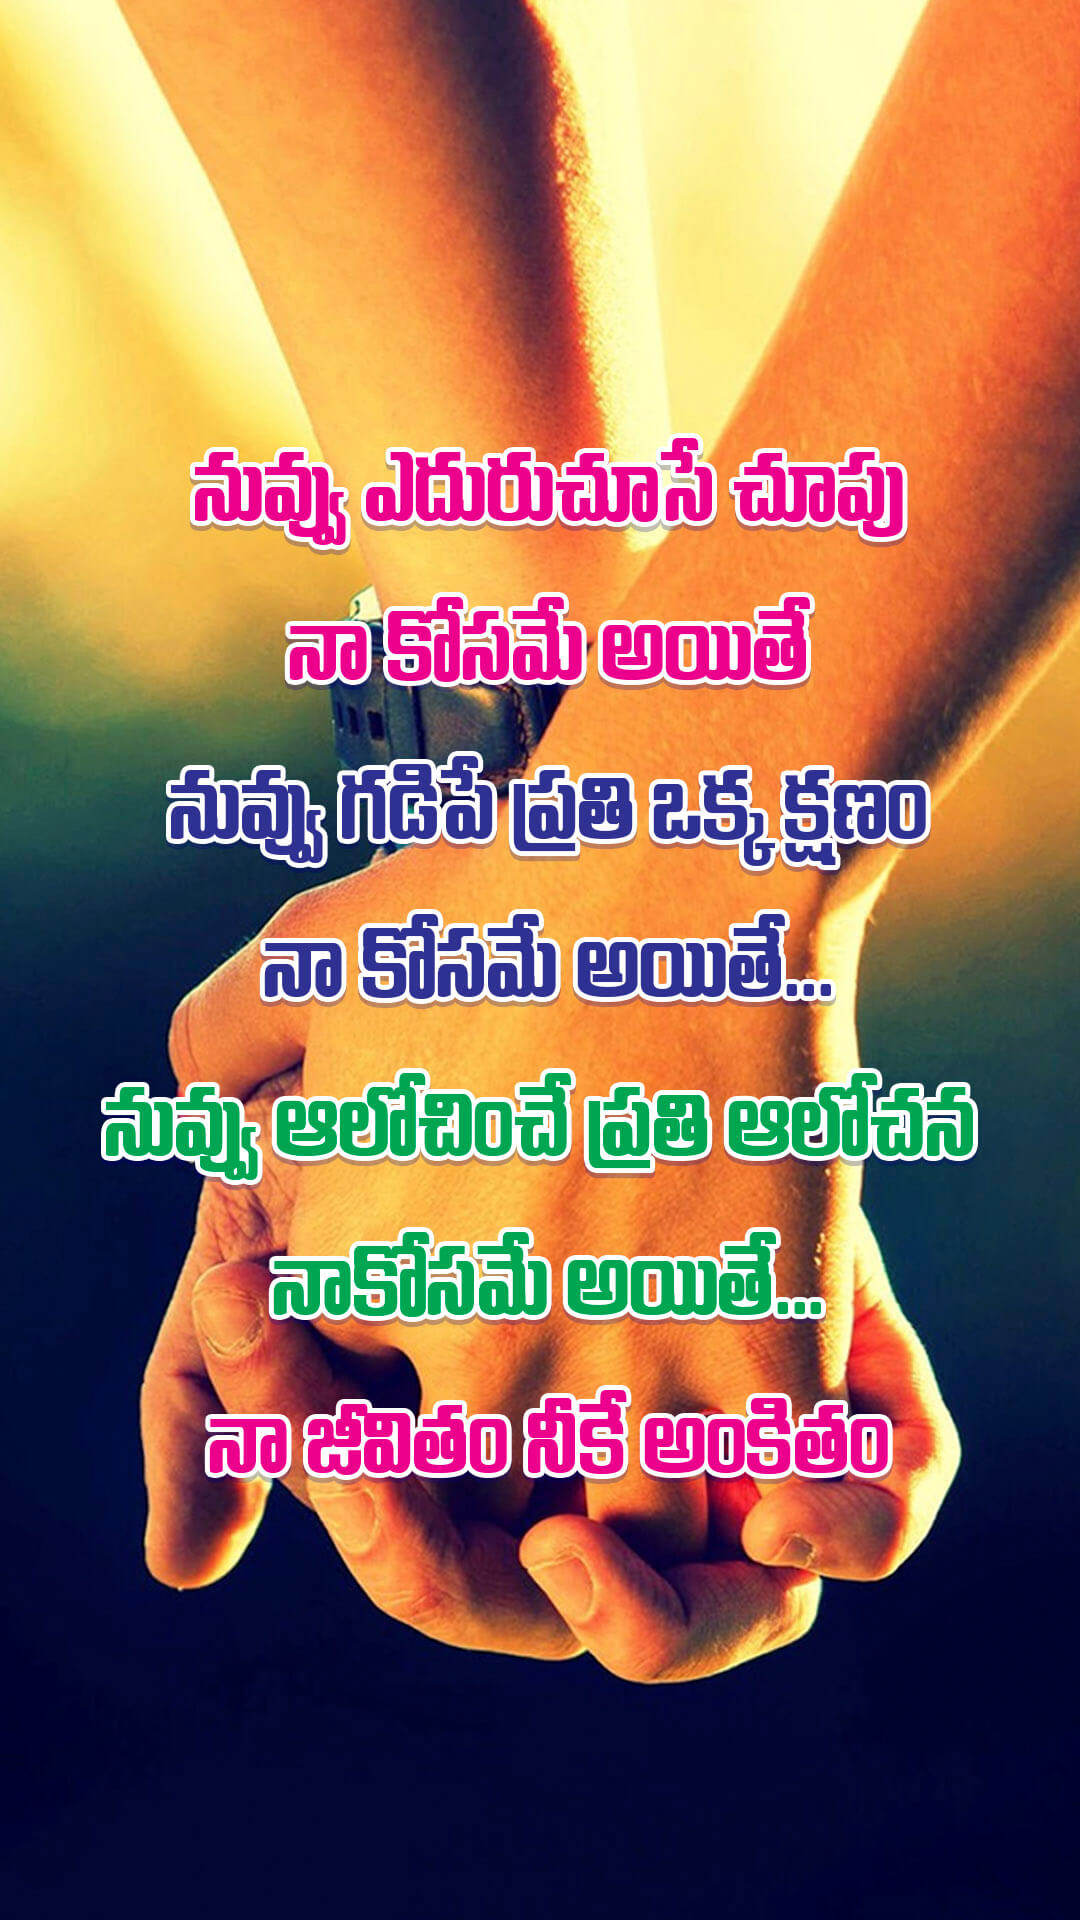 నువ్వు ఎదురుచూసే చూపు
నా కోసమే అయితే
నువ్వు గడిపే ప్రతి ఒక్క క్షణం
నా కోసమే అయితే...
నువ్వు ఆలోచించే ప్రతి ఆలోచన
నాకోసమే అయితే...
నా జీవితం నీకే అంకితం